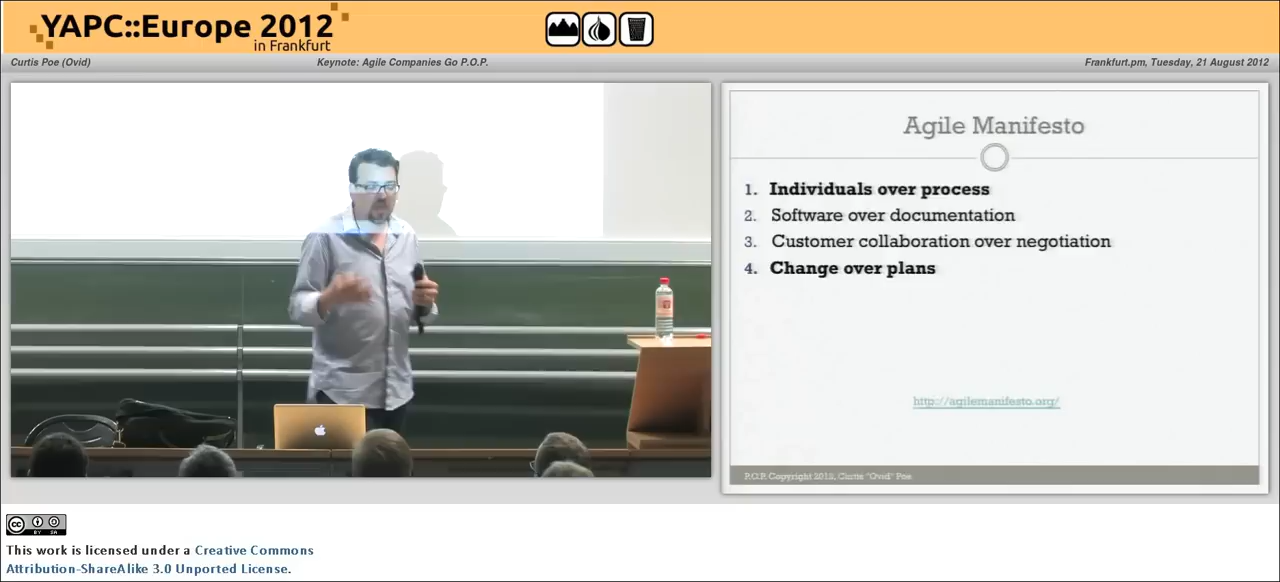 YAPC::Europe 2012
in Frankfurt
Curtis Poe (Ovid)
Keynote: Agile Companies Go P.O.P.
Frankfurt.pm, Tuesday, 21 August 2012
Agile Manifesto
1. Individuals over process
2. Software over documentation
3. Customer collaboration over negotiation
4. Change over plans
http://agilemanifesto.org/
P.O.P. Copyright 2012, Curtis "Ovid" Poe
cc
BY SA
This work is licensed under a Creative Commons
Attribution-ShareAlike 3.0 Unported License.